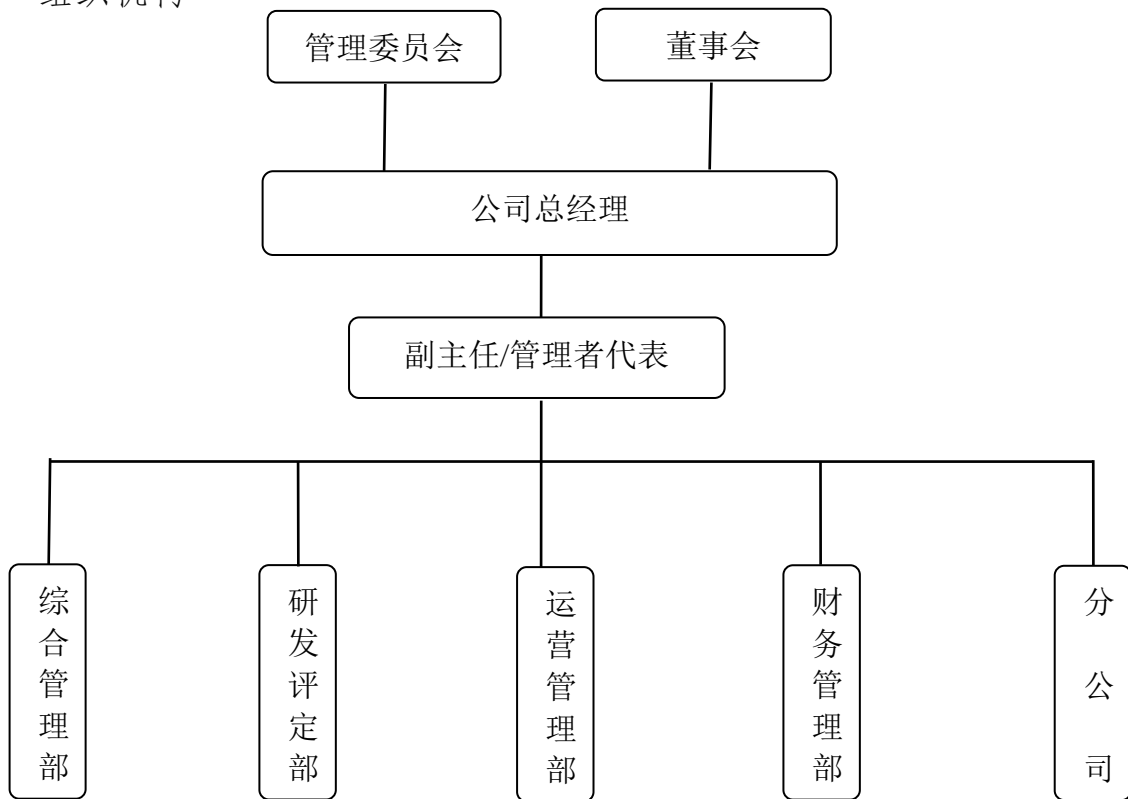 管理委员会
董事会
公司总经理
副主任/管理者代表
综合管理部
研发评定部
运营管理部
财务管理部
分公司